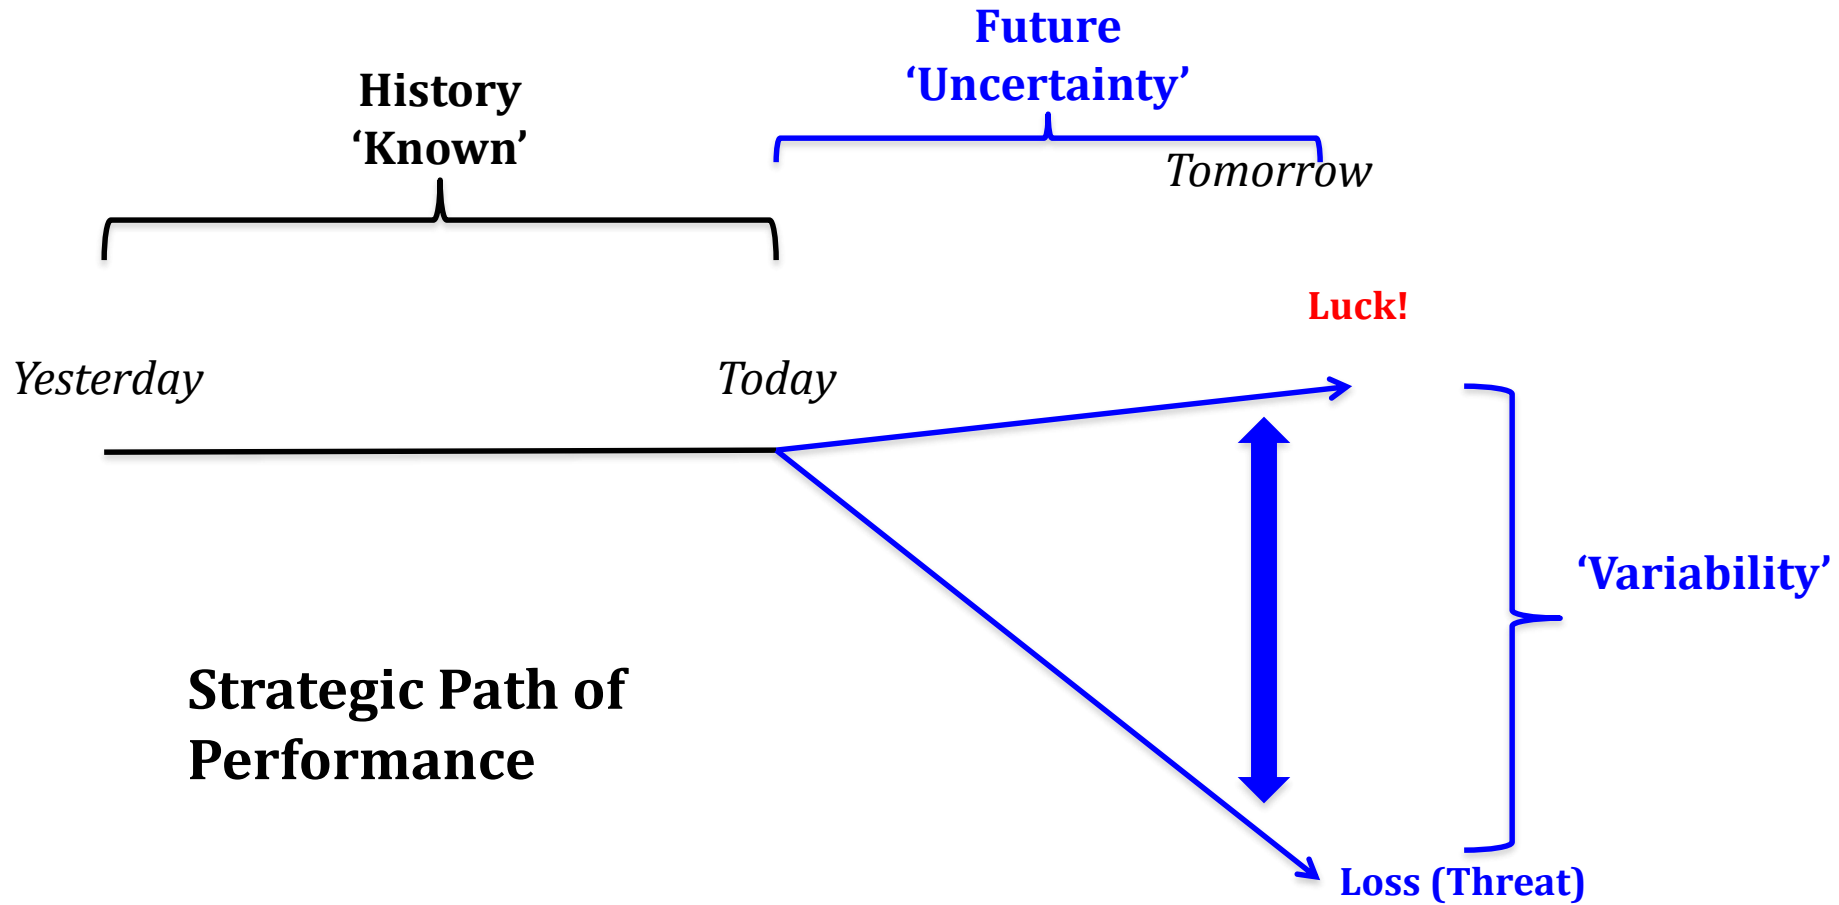 Future
‘Uncertainty’
History
‘Known’
Tomorrow
Luck!
Yesterday
Today
‘Variability’
Strategic Path of
Performance
Loss (Threat)